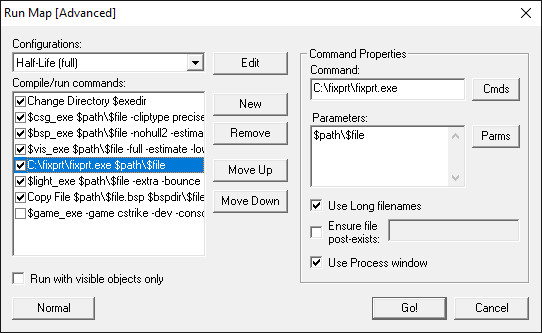 Run Map [Advanced]
Configurations:
Half-Life (full)
Edit
Compile/run commands:
Change Directory $exedir
$csg_exe $path\$file -cliptype precise
$bsp_exe $path\$file -nohull2 -estima
$vis_exe $path\$file -full -estimate -lov
C:\fixprt\fixprt.exe $path\$file
$light_exe $path\$file -extra -bounce
Copy File $path\$file.bsp $bspdir\$file
$game_exe -game cstrike -dev -conso
New
Remove
Move Up
Move Down
Run with visible objects only
Normal
Command Properties
Command:
C:\fixprt\fixprt.exe
Cmds
Parameters:
$path\$file
Parms
Use Long filenames
Ensure file
post-exists:
Use Process window
Go!
Cancel